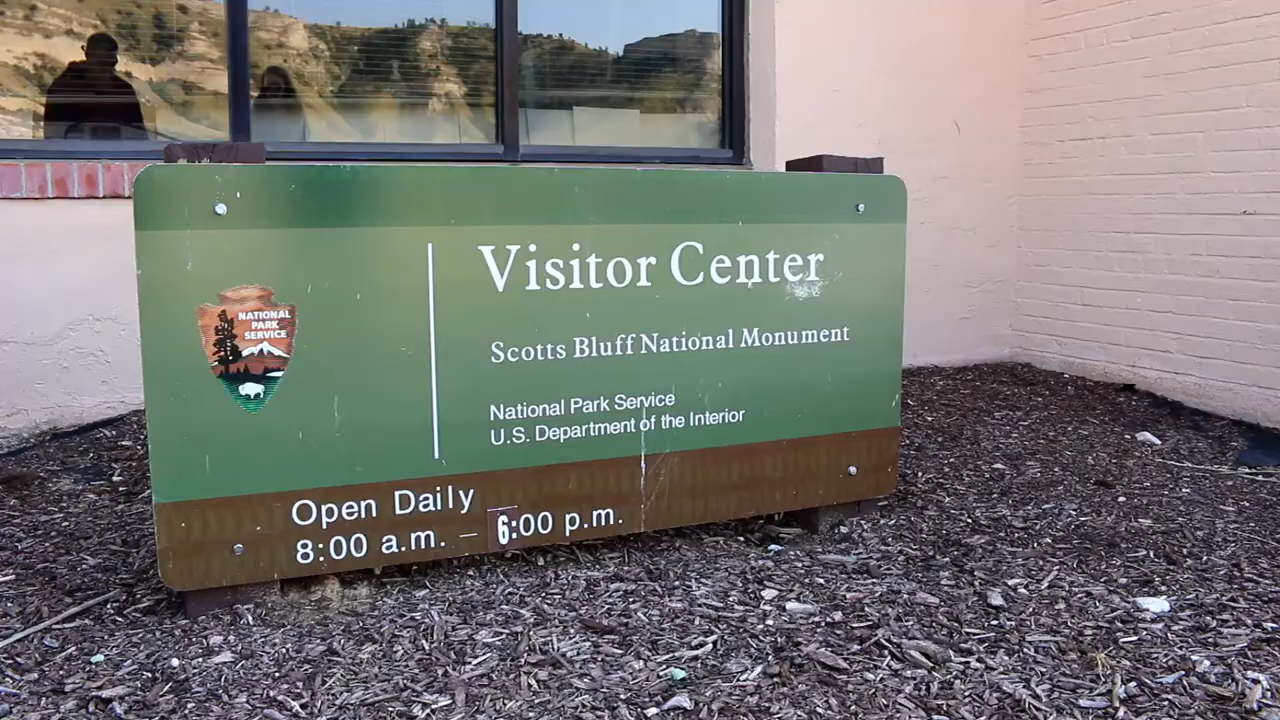 NATIONAL
PARK
SERVICE
Visitor Center
Scotts Bluff National Monument
National Park Service
U.S. Department of the Interior
Open Daily
8:00 a.m. – 6:00 p.m.